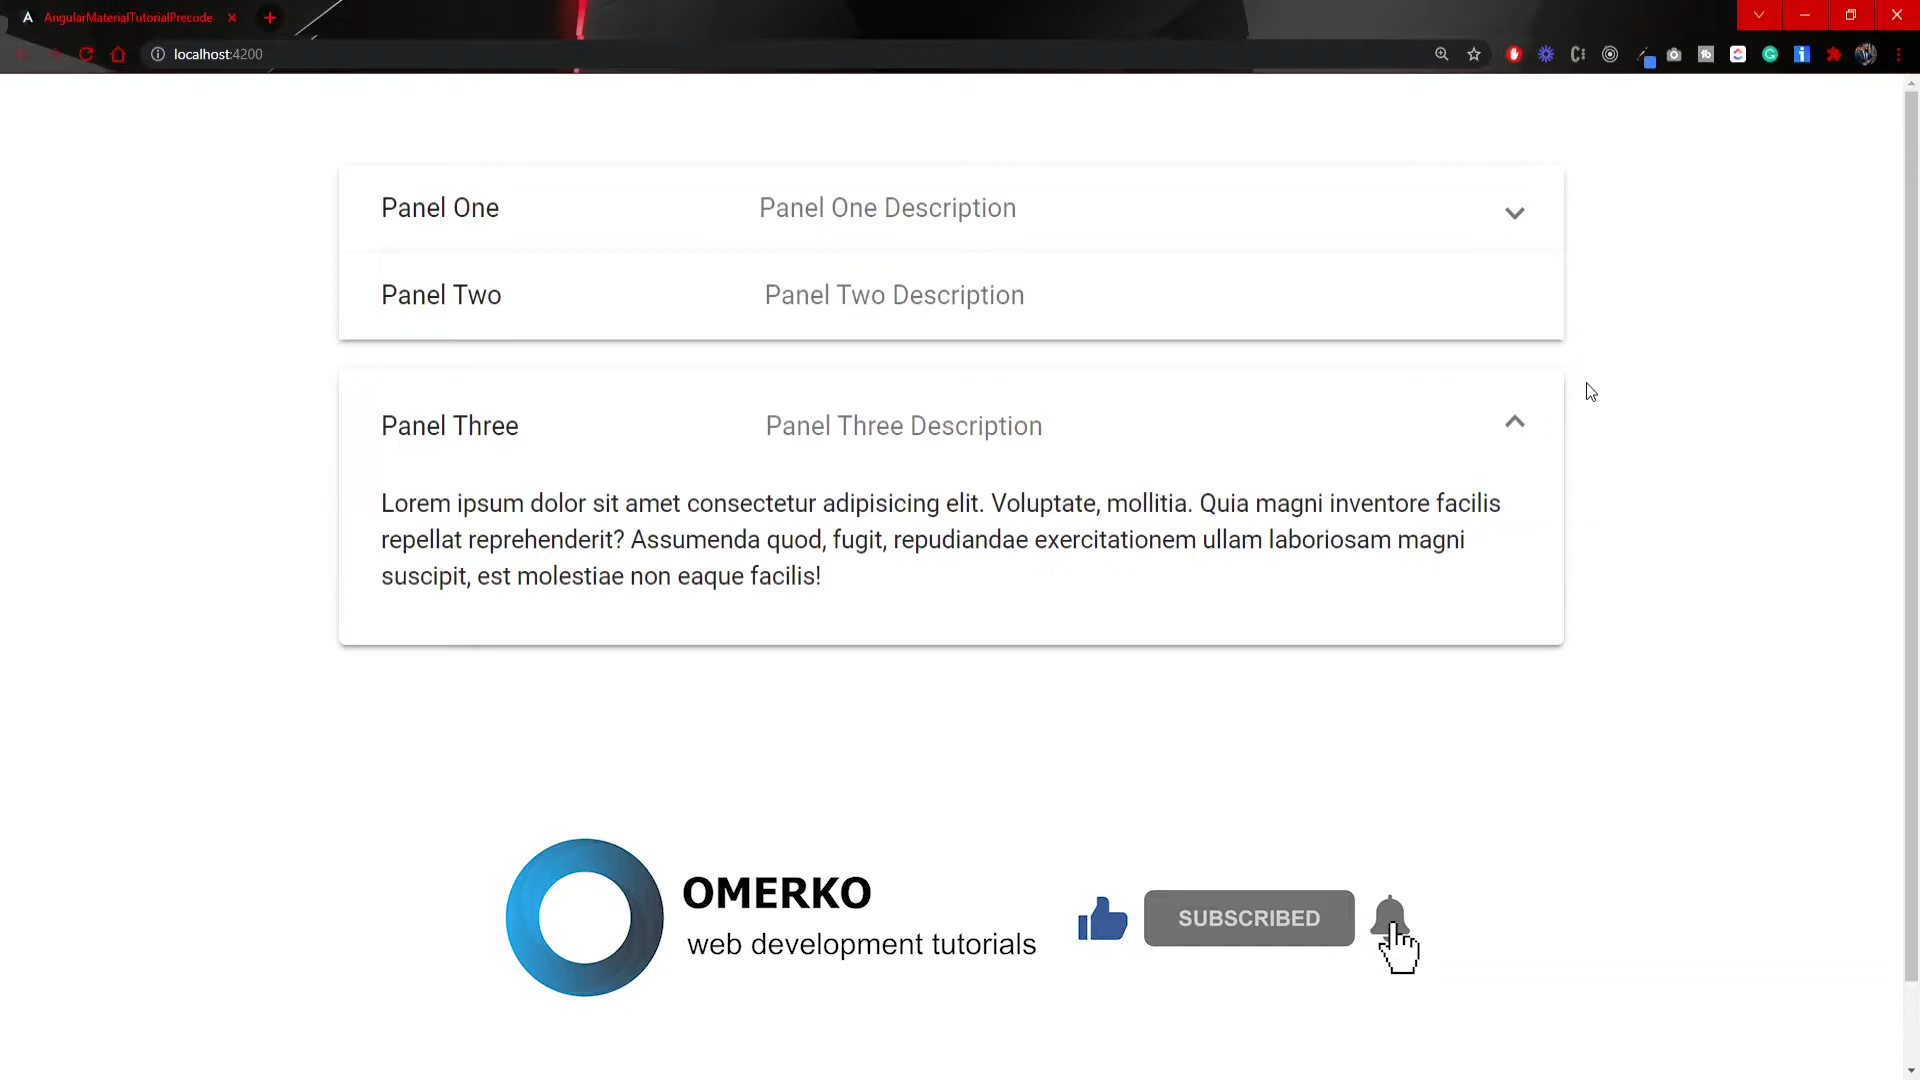 AngularMaterialTutorialPrecode
localhost:4200
Panel One
Panel One Description
Panel Two
Panel Two Description
Panel Three
Panel Three Description
Lorem ipsum dolor sit amet consectetur adipisicing elit. Voluptate, mollitia. Quia magni inventore facilis
repellat reprehenderit? Assumenda quod, fugit, repudiandae exercitationem ullam laboriosam magni
suscipit, est molestiae non eaque facilis!
OMERKO
web development tutorials
SUBSCRIBED